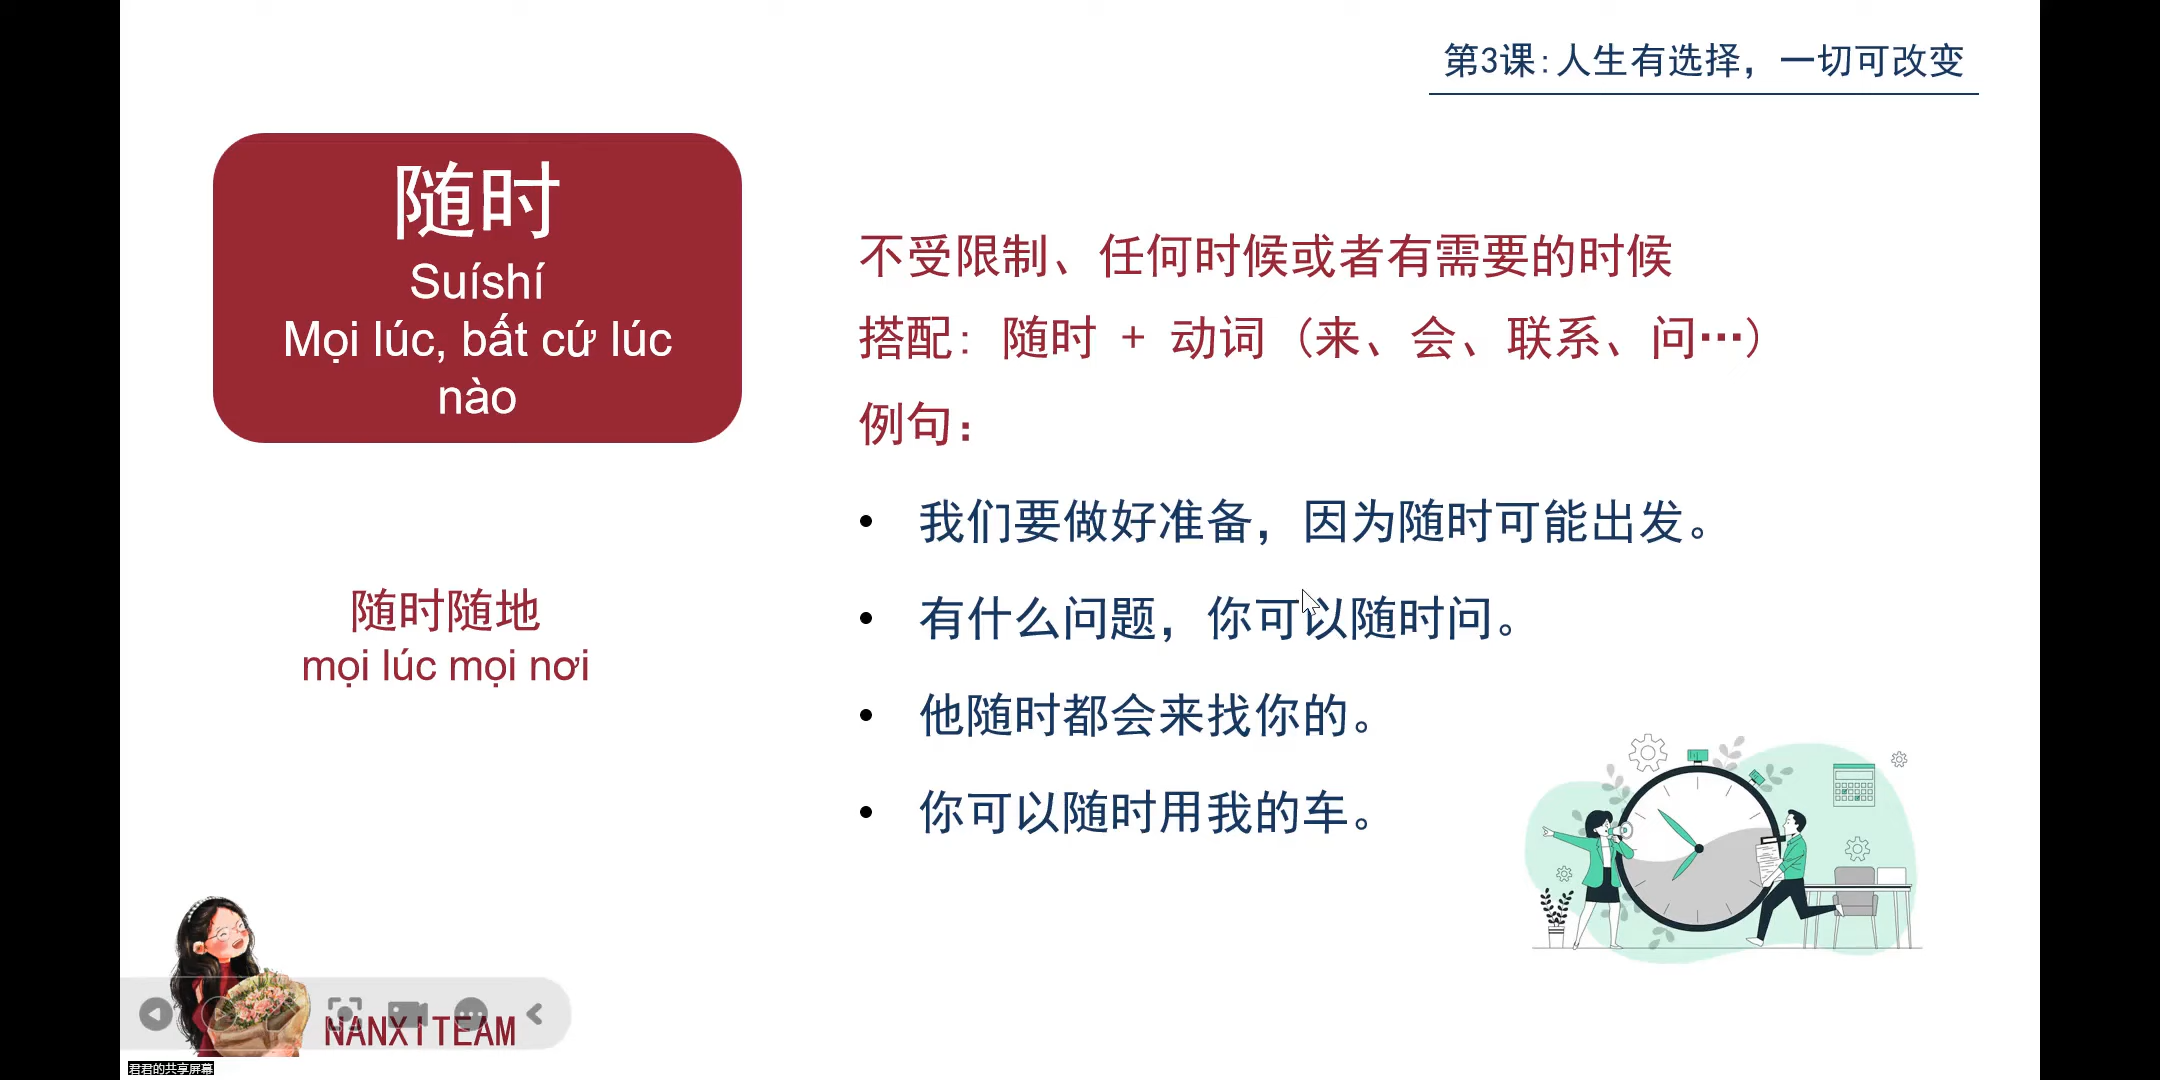 第3课:人生有选择，一切可改变
随时
Suíshí
Mọi lúc, bất cứ lúc
nào
不受限制、任何时候或者有需要的时候
搭配: 随时 + 动词 (来、会、联系、问…)
例句:
• 我们要做好准备，因为随时可能出发。
• 有什么问题，你可以随时问。
• 他随时都会来找你的。
• 你可以随时用我的车。
随时随地
mọi lúc mọi nơi
NANXITEAM
君君的共享屏幕